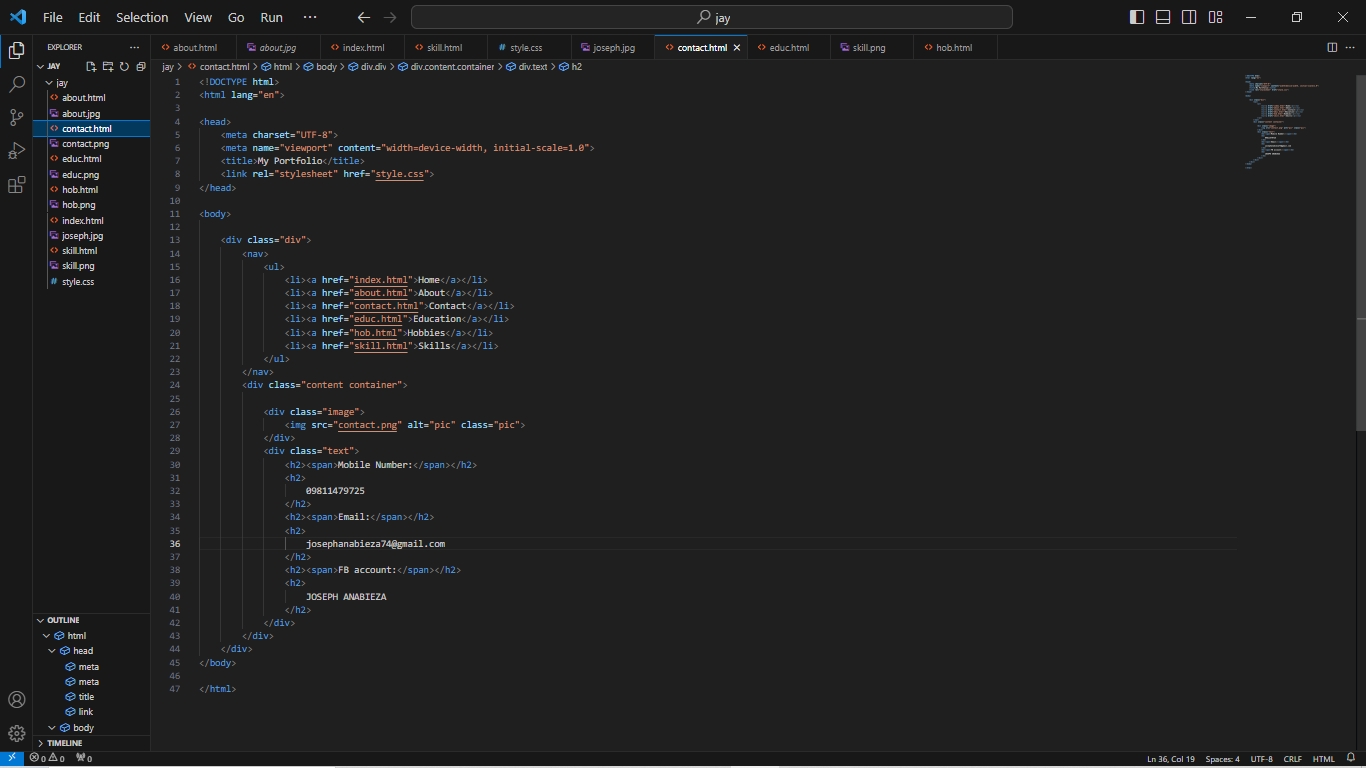 File Edit Selection View Go Run ···
jay
EXPLORER ···
about.html about.jpg index.html skill.html # style.css joseph.jpg contact.html educ.html skill.png hob.html
JAY
jay > contact.html > html > body > div.div > div.content.container > div.text > h2
jay
about.html
about.jpg
contact.html
contact.png
educ.html
educ.png
hob.html
hob.png
index.html
joseph.jpg
skill.html
skill.png
# style.css
1 <!DOCTYPE html>
2 <html lang="en">
3
4 <head>
5 <meta charset="UTF-8">
6 <meta name="viewport" content="width=device-width, initial-scale=1.0">
7 <title>My Portfolio</title>
8 <link rel="stylesheet" href="style.css">
9 </head>
10
11 <body>
12
13 <div class="div">
14 <nav>
15 <ul>
16 <li><a href="index.html">Home</a></li>
17 <li><a href="about.html">About</a></li>
18 <li><a href="contact.html">Contact</a></li>
19 <li><a href="educ.html">Education</a></li>
20 <li><a href="hob.html">Hobbies</a></li>
21 <li><a href="skill.html">Skills</a></li>
22 </ul>
23 </nav>
24 <div class="content container">
25
26 <div class="image">
27 <img src="contact.png" alt="pic" class="pic">
28 </div>
29 <div class="text">
30 <h2><span>Mobile Number:</span></h2>
31 <h2>
32 09811479725
33 </h2>
34 <h2><span>Email:</span></h2>
35 <h2>
36 josephanabieza74@gmail.com
37 </h2>
38 <h2><span>FB account:</span></h2>
39 <h2>
40 JOSEPH ANABIEZA
41 </h2>
42 </div>
43 </div>
44 </div>
45 </body>
46
47 </html>
OUTLINE
html
head
meta
meta
title
link
body
TIMELINE
0 0 0 Ln 36, Col 19 Spaces: 4 UTF-8 CRLF HTML